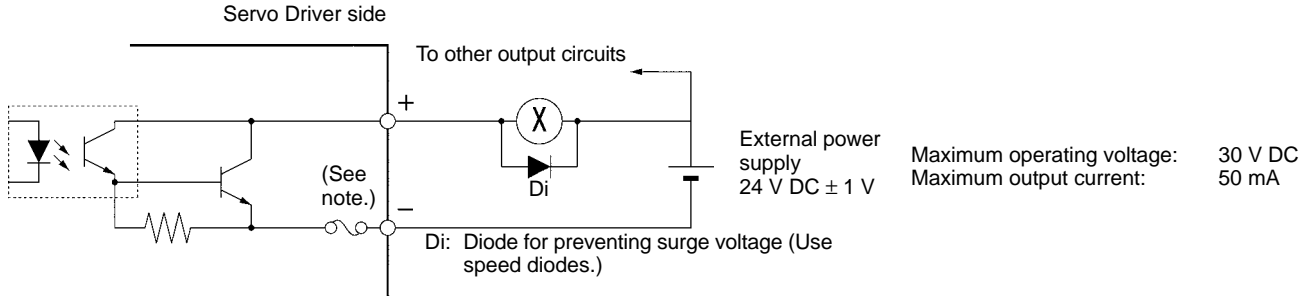 Servo Driver side
To other output circuits
+
X
External power
supply
24 V DC ± 1 V
Maximum operating voltage: 30 V DC
Maximum output current: 50 mA
Di
(See
note.)
−
Di: Diode for preventing surge voltage (Use
speed diodes.)